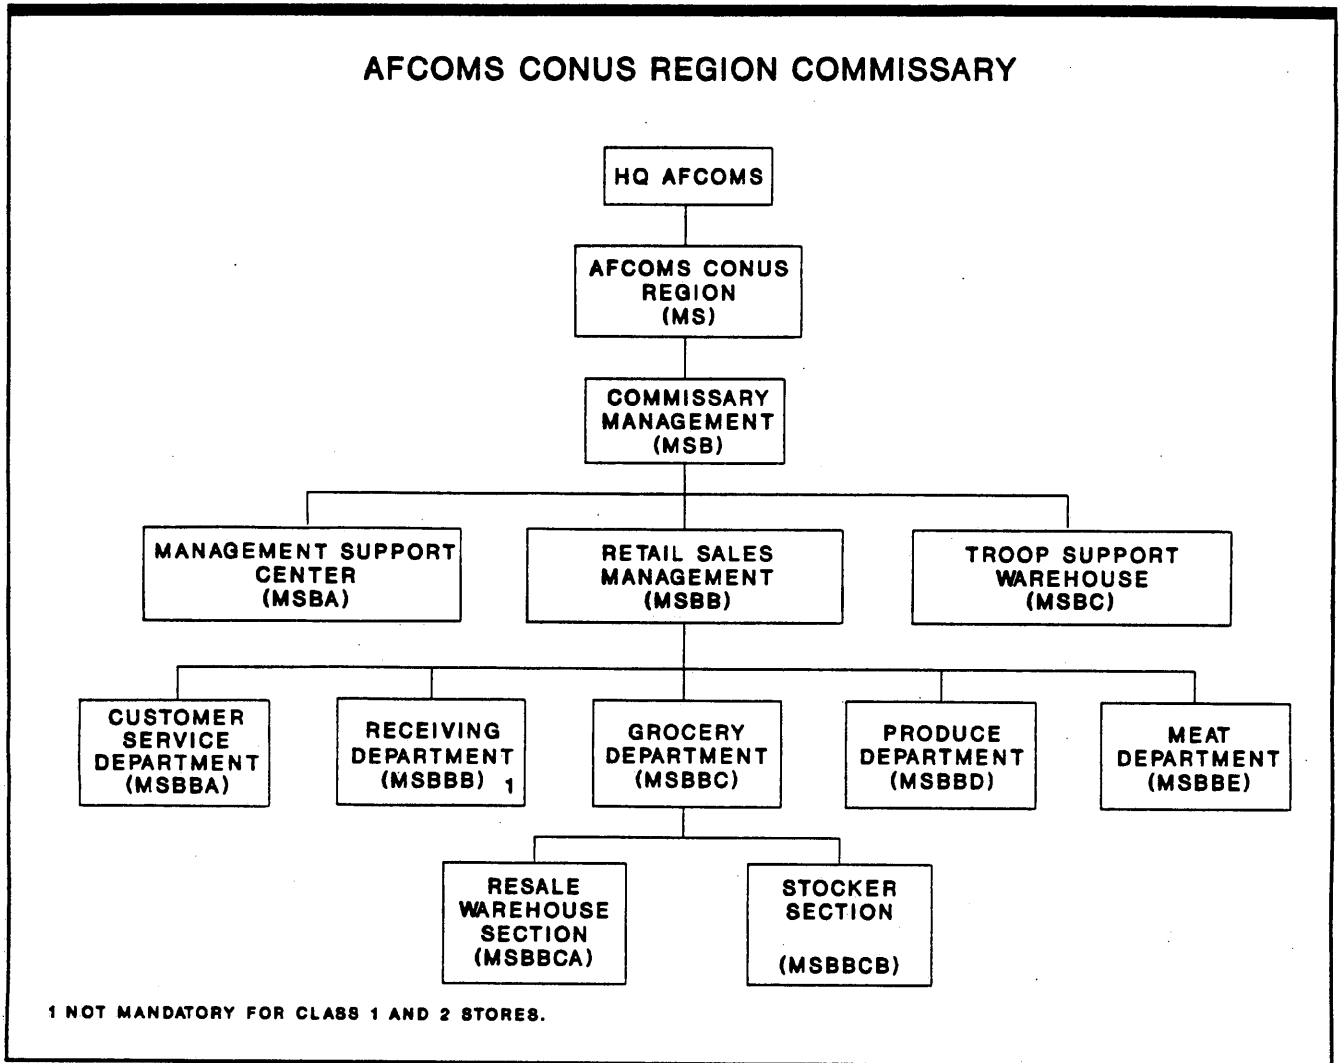 AFCOMS CONUS REGION COMMISSARY
HQ AFCOMS
AFCOMS CONUS
REGION
(MS)
COMMISSARY
MANAGEMENT
(MSB)
MANAGEMENT SUPPORT
CENTER
(MSBA)
RETAIL SALES
MANAGEMENT
(MSBB)
TROOP SUPPORT
WAREHOUSE
(MSBC)
CUSTOMER
SERVICE
DEPARTMENT
(MSBBA)
RECEIVING
DEPARTMENT
(MSBBB) 1
GROCERY
DEPARTMENT
(MSBBC)
PRODUCE
DEPARTMENT
(MSBBD)
MEAT
DEPARTMENT
(MSBBE)
RESALE
WAREHOUSE
SECTION
(MSBBCA)
STOCKER
SECTION
(MSBBCB)
1 NOT MANDATORY FOR CLASS 1 AND 2 STORES.